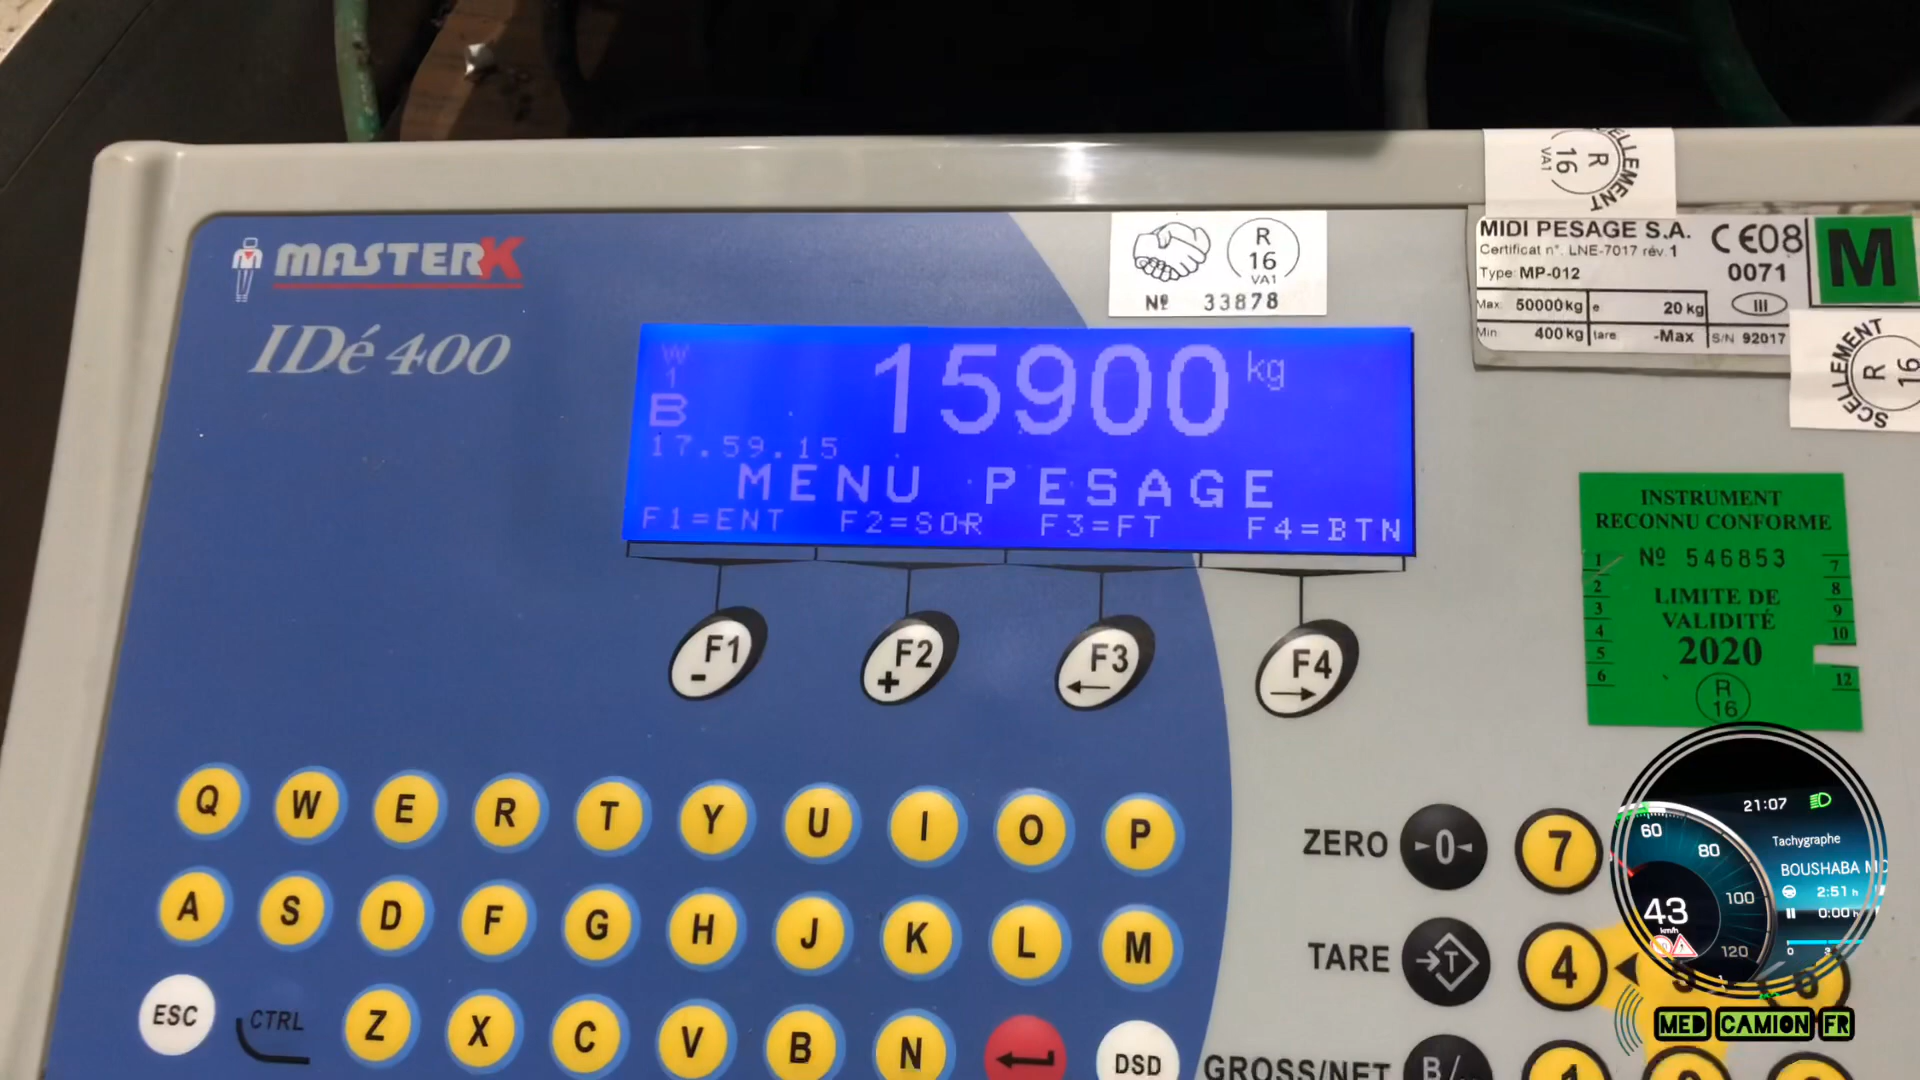 MASTERK
IDé 400
R
16
VA1
Nº 33878
SCELLEMENT
R
16
VA1
MIDI PESAGE S.A.
Certificat n°. LNE-7017 rév.1
Type: MP-012
CE08
0071
M
Max: 50000 kg e 20 kg III
Min: 400 kg tare -Max S/N 92017
SCELLEMENT
R
16
W
1
B
15900 kg
17.59.15
MENU PESAGE
F1=ENT F2=SOR F3=FT F4=BTN
F1 F2 F3 F4
- +
INSTRUMENT
RECONNU CONFORME
Nº 546853
LIMITE DE
VALIDITÉ
2020
R
16
1
2
3
4
5
6
7
8
9
10
12
Q W E R T Y U I O P
ZERO 0 7
A S D F G H J K L M
TARE T 4
ESC CTRL Z X C V B N DSD
GROSS/NET B/
21:07
60
80
100
120
Tachygraphe
BOUSHABA
2:51 h
0:00 h
43
km/h
MED CAMION FR